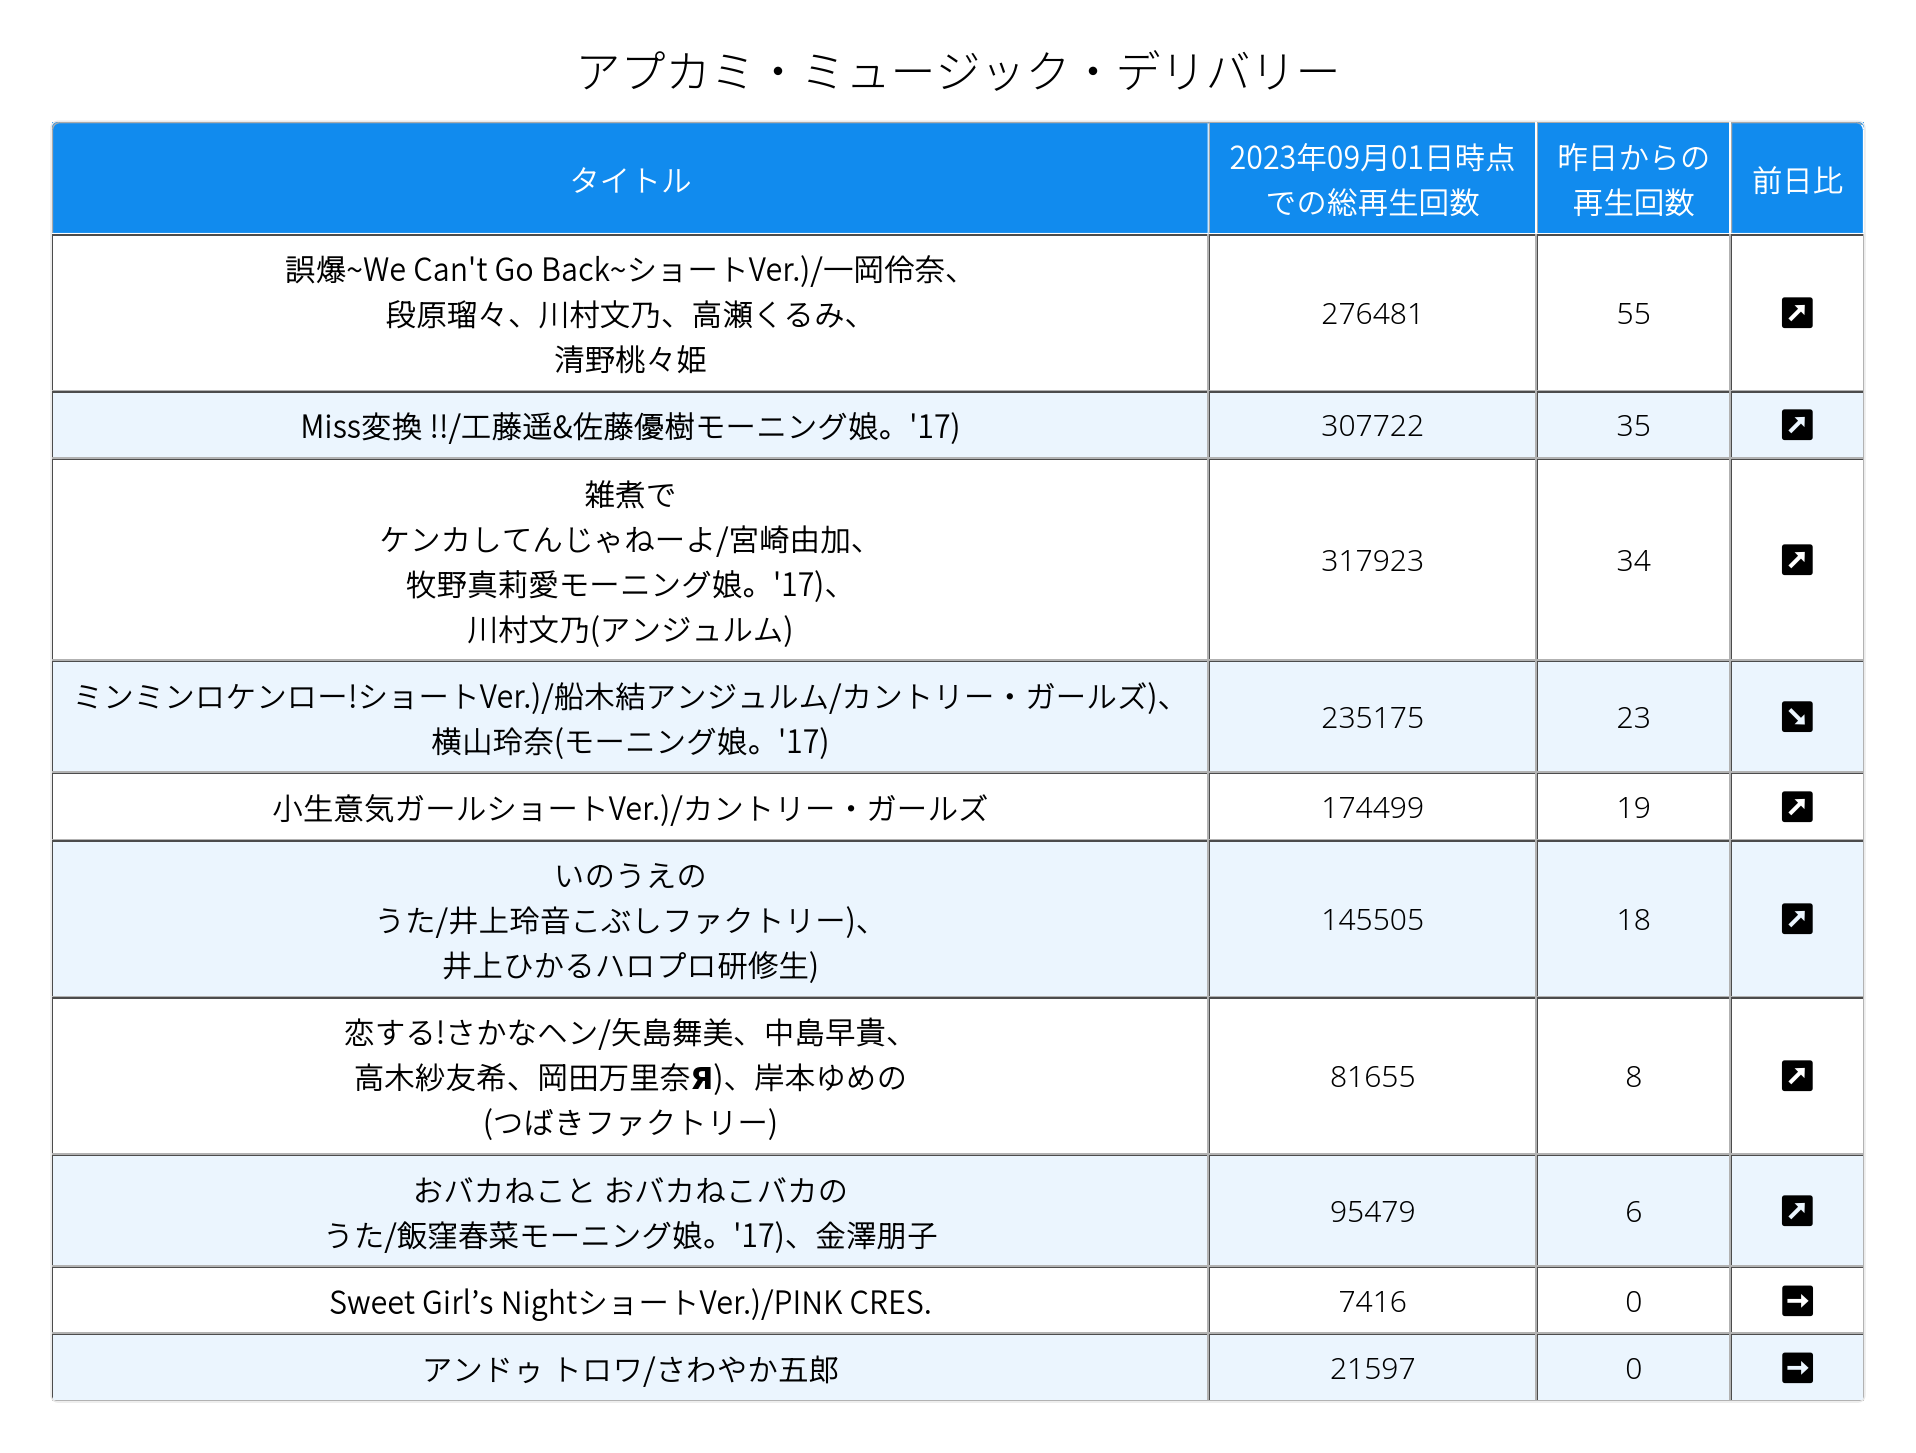 アプカミ・ミュージック・デリバリー
タイトル
2023年09月01日時点
での総再生回数
昨日からの
再生回数
前日比
誤爆~We Can't Go Back~ショートVer.)/一岡伶奈、
段原瑠々、川村文乃、高瀬くるみ、
清野桃々姫
276481
55
↗
Miss変換 !!/工藤遥&佐藤優樹モーニング娘。'17)
307722
35
↗
雑煮で
ケンカしてんじゃねーよ/宮崎由加、
牧野真莉愛モーニング娘。'17)、
川村文乃(アンジュルム)
317923
34
↗
ミンミンロケンロー!ショートVer.)/船木結アンジュルム/カントリー・ガールズ)、
横山玲奈(モーニング娘。'17)
235175
23
↘
小生意気ガールショートVer.)/カントリー・ガールズ
174499
19
↗
いのうえの
うた/井上玲音こぶしファクトリー)、
井上ひかるハロプロ研修生)
145505
18
↗
恋する!さかなヘン/矢島舞美、中島早貴、
高木紗友希、岡田万里奈Я)、岸本ゆめの
(つばきファクトリー)
81655
8
↗
おバカねこと おバカねこバカの
うた/飯窪春菜モーニング娘。'17)、金澤朋子
95479
6
↗
Sweet Girl’s NightショートVer.)/PINK CRES.
7416
0
→
アンドゥ トロワ/さわやか五郎
21597
0
→